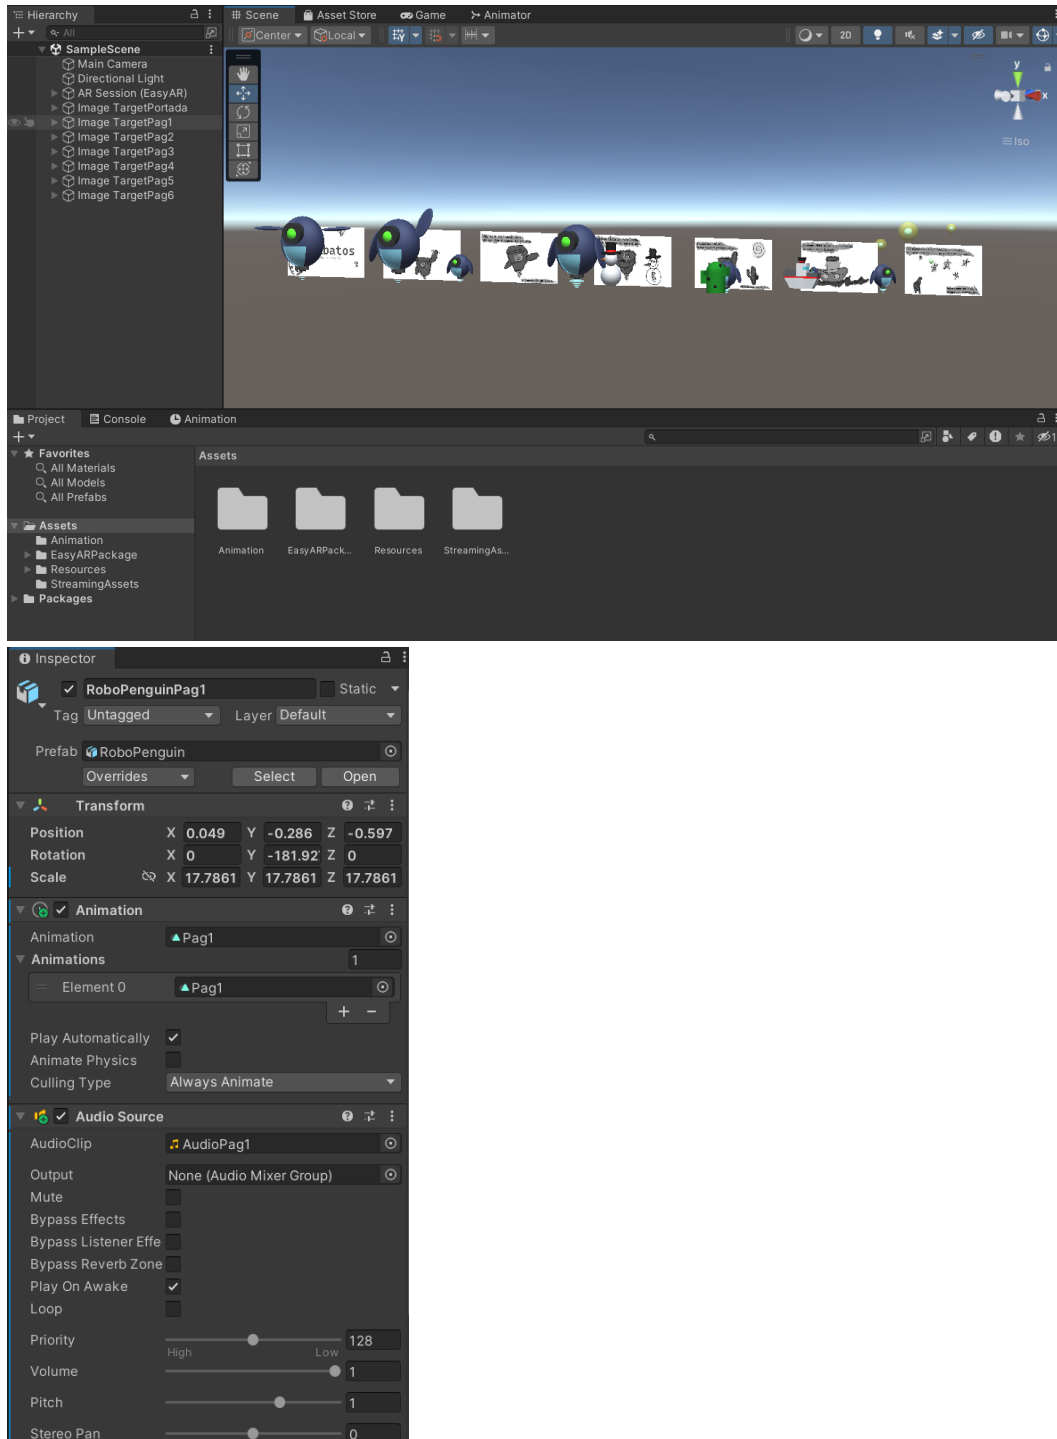 Hierarchy
All
SampleScene
Main Camera
Directional Light
AR Session (EasyAR)
Image TargetPortada
Image TargetPag1
Image TargetPag2
Image TargetPag3
Image TargetPag4
Image TargetPag5
Image TargetPag6
Scene Asset Store Game Animator
Center Local 2D
y
x
Iso
batos
Project Console Animation
1
Favorites
All Materials
All Models
All Prefabs
Assets
Animation
EasyARPackage
Resources
StreamingAssets
Packages
Assets
Animation EasyARPack... Resources StreamingAs...
Inspector
RoboPenguinPag1 Static
Tag Untagged Layer Default
Prefab RoboPenguin
Overrides Select Open
Transform
Position X 0.049 Y -0.286 Z -0.597
Rotation X 0 Y -181.92 Z 0
Scale X 17.7861 Y 17.7861 Z 17.7861
Animation
Animation Pag1
Animations 1
Element 0 Pag1
+ −
Play Automatically
Animate Physics
Culling Type Always Animate
Audio Source
AudioClip AudioPag1
Output None (Audio Mixer Group)
Mute
Bypass Effects
Bypass Listener Effe
Bypass Reverb Zone
Play On Awake
Loop
Priority 128
High Low
Volume 1
Pitch 1
Stereo Pan 0